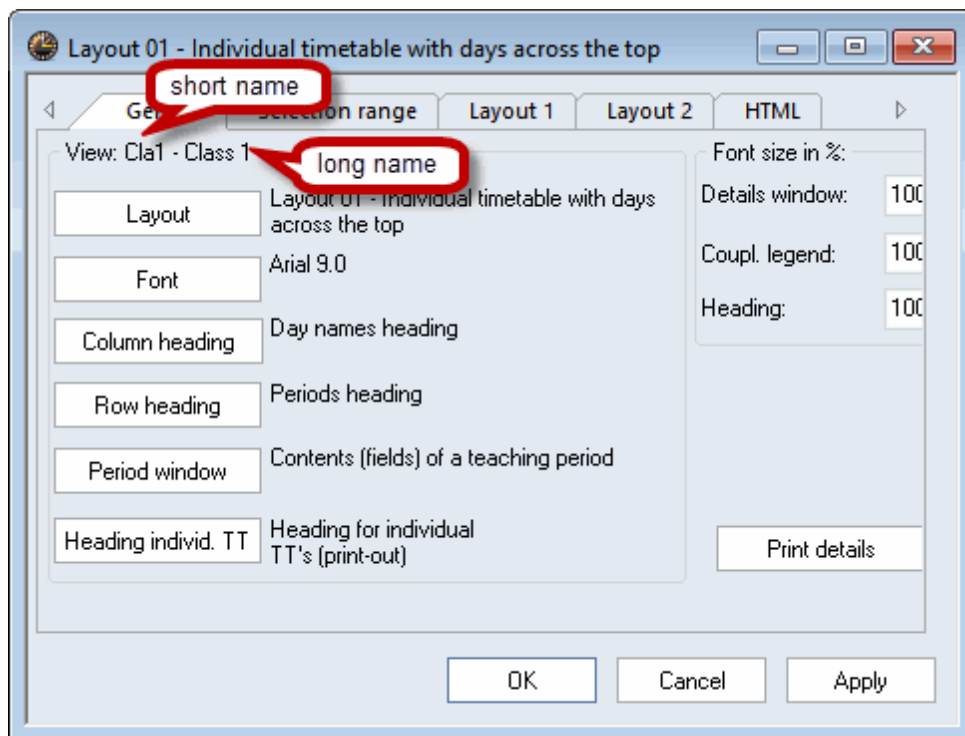 Layout 01 - Individual timetable with days across the top
short name
Selection range
Layout 1
Layout 2
HTML
View: Cla1 - Class 1
long name
Font size in %:
Layout
Layout 01 - Individual timetable with days
across the top
Details window:
100
Font
Arial 9.0
Coupl. legend:
100
Column heading
Day names heading
Heading:
100
Row heading
Periods heading
Period window
Contents (fields) of a teaching period
Heading individ. TT
Heading for individual
TT's (print-out)
Print details
OK
Cancel
Apply